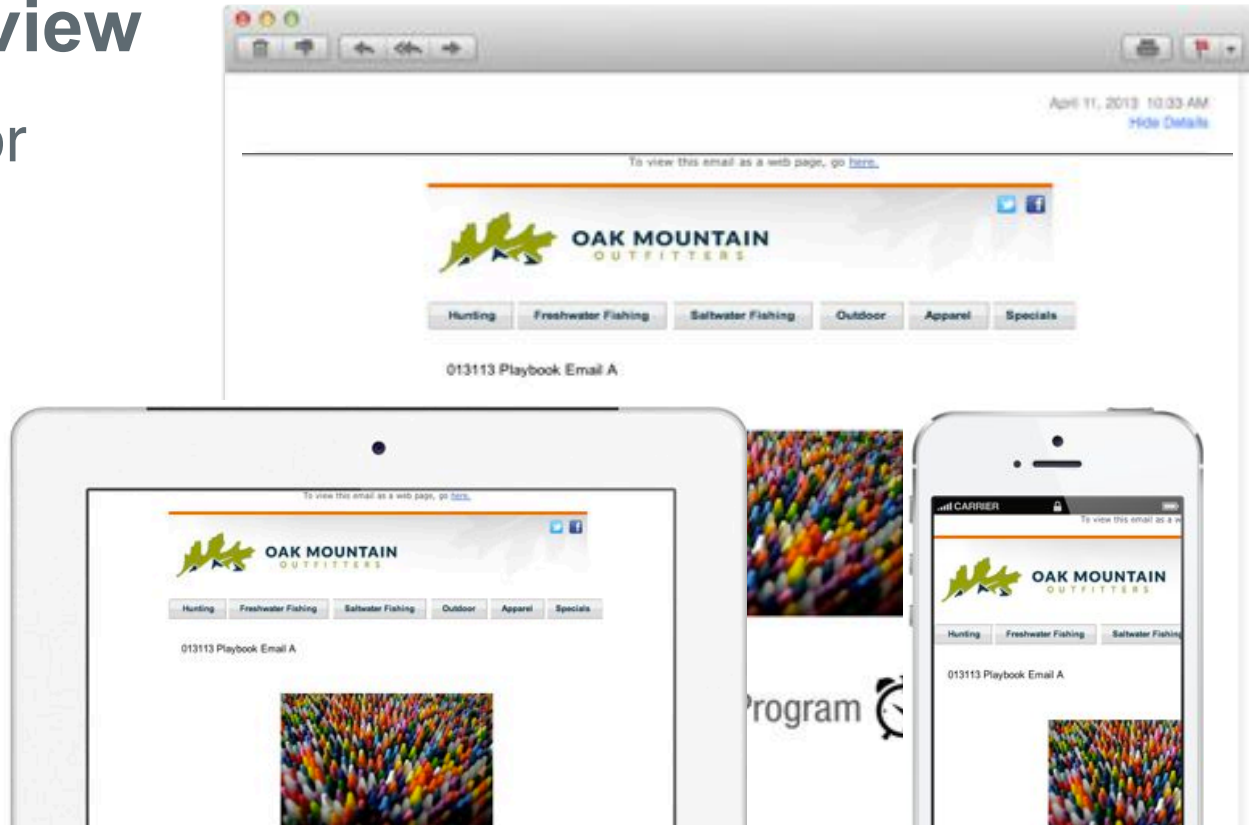 view
or
April 11, 2013 10:33 AM
Hide Details
To view this email as a web page, go here.
OAK MOUNTAIN
OUTFITTERS
Hunting Freshwater Fishing Saltwater Fishing Outdoor Apparel Specials
013113 Playbook Email A
Program
To view this email as a web page, go here.
OAK MOUNTAIN
OUTFITTERS
Hunting Freshwater Fishing Saltwater Fishing Outdoor Apparel Specials
013113 Playbook Email A
CARRIER
To view this email as a w
OAK MOUNTAIN
OUTFITTERS
Hunting Freshwater Fishing Saltwater Fishing
013113 Playbook Email A